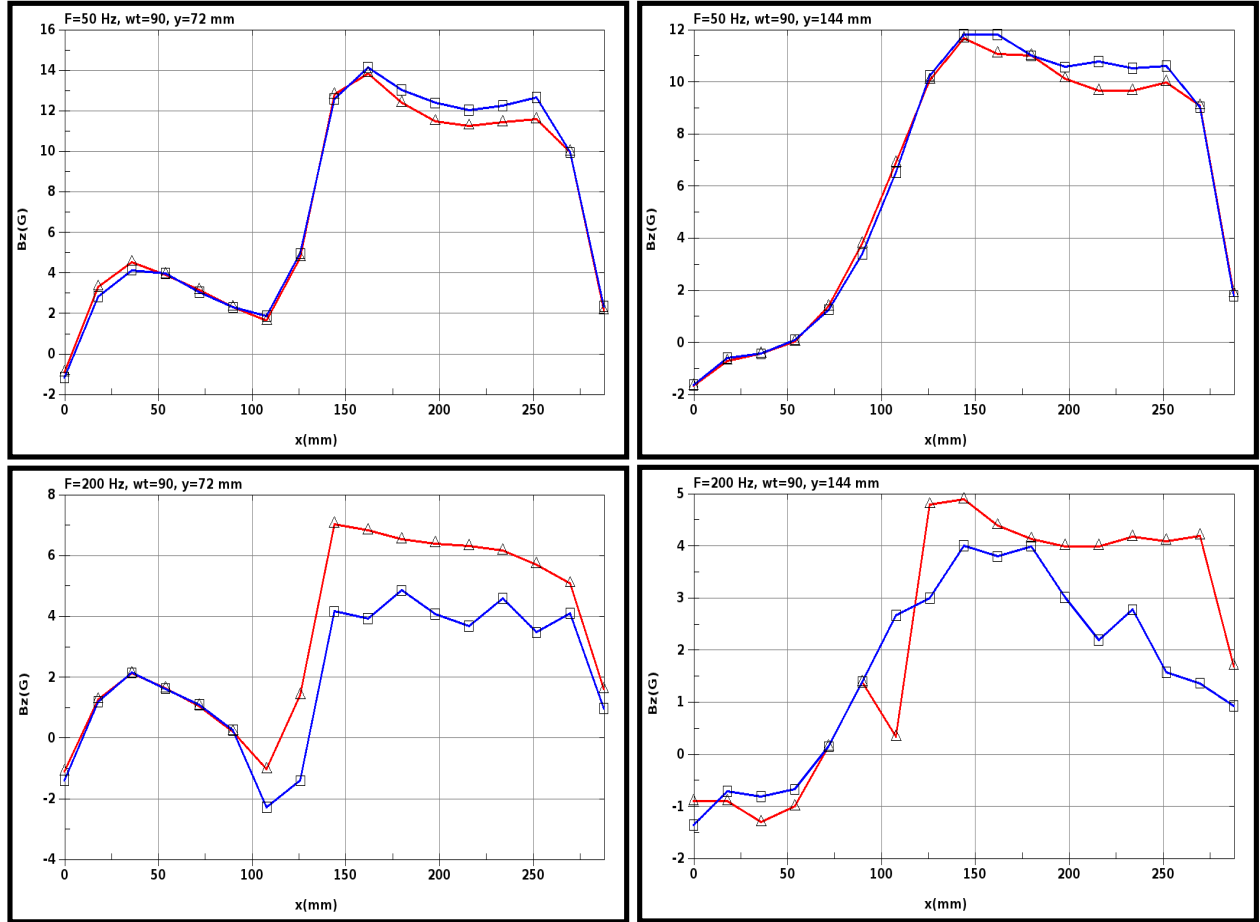 F=50 Hz, wt=90, y=72 mm
16
14
12
10
8
6
4
2
0
-2
Bz(G)
0 50 100 150 200 250
x(mm)
F=50 Hz, wt=90, y=144 mm
12
10
8
6
4
2
0
-2
Bz(G)
0 50 100 150 200 250
x(mm)
F=200 Hz, wt=90, y=72 mm
8
6
4
2
0
-2
-4
Bz(G)
0 50 100 150 200 250
x(mm)
F=200 Hz, wt=90, y=144 mm
5
4
3
2
1
0
-1
-2
Bz(G)
0 50 100 150 200 250
x(mm)